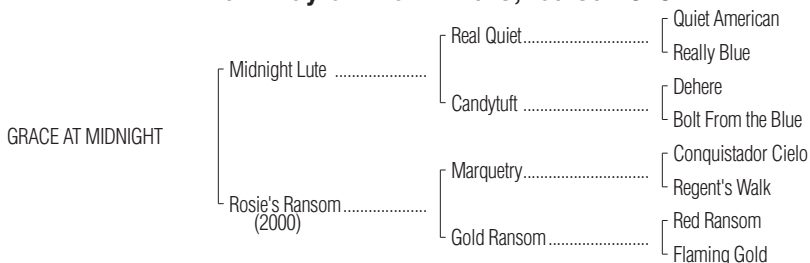 Quiet American
Real Quiet........................
Really Blue
Midnight Lute ......................
Dehere
Candytuft ........................
Bolt From the Blue
GRACE AT MIDNIGHT
Conquistador Cielo
Marquetry........................
Regent's Walk
Rosie's Ransom....................
(2000)
Red Ransom
Gold Ransom...................
Flaming Gold